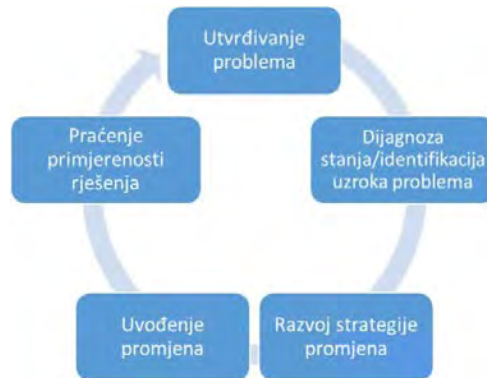 Utvrđivanje
problema
Dijagnoza
stanja/identifikacija
uzroka problema
Razvoj strategije
promjena
Uvođenje
promjena
Praćenje
primjerenosti
rješenja